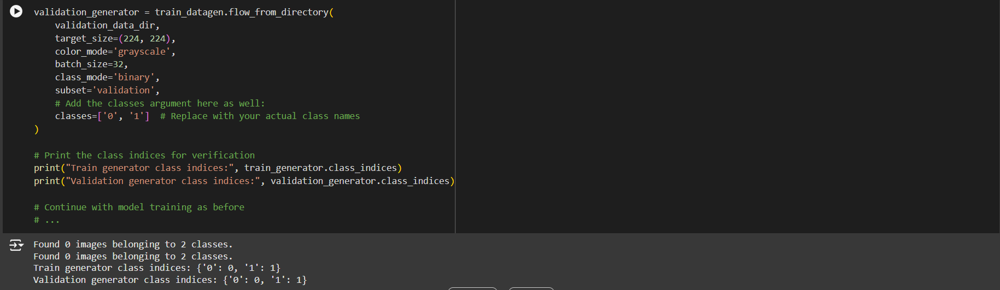 validation_generator = train_datagen.flow_from_directory(
    validation_data_dir,
    target_size=(224, 224),
    color_mode='grayscale',
    batch_size=32,
    class_mode='binary',
    subset='validation',
    # Add the classes argument here as well:
    classes=['0', '1']  # Replace with your actual class names
)
# Print the class indices for verification
print("Train generator class indices:", train_generator.class_indices)
print("Validation generator class indices:", validation_generator.class_indices)
# Continue with model training as before
# ...
Found 0 images belonging to 2 classes.
Found 0 images belonging to 2 classes.
Train generator class indices: {'0': 0, '1': 1}
Validation generator class indices: {'0': 0, '1': 1}